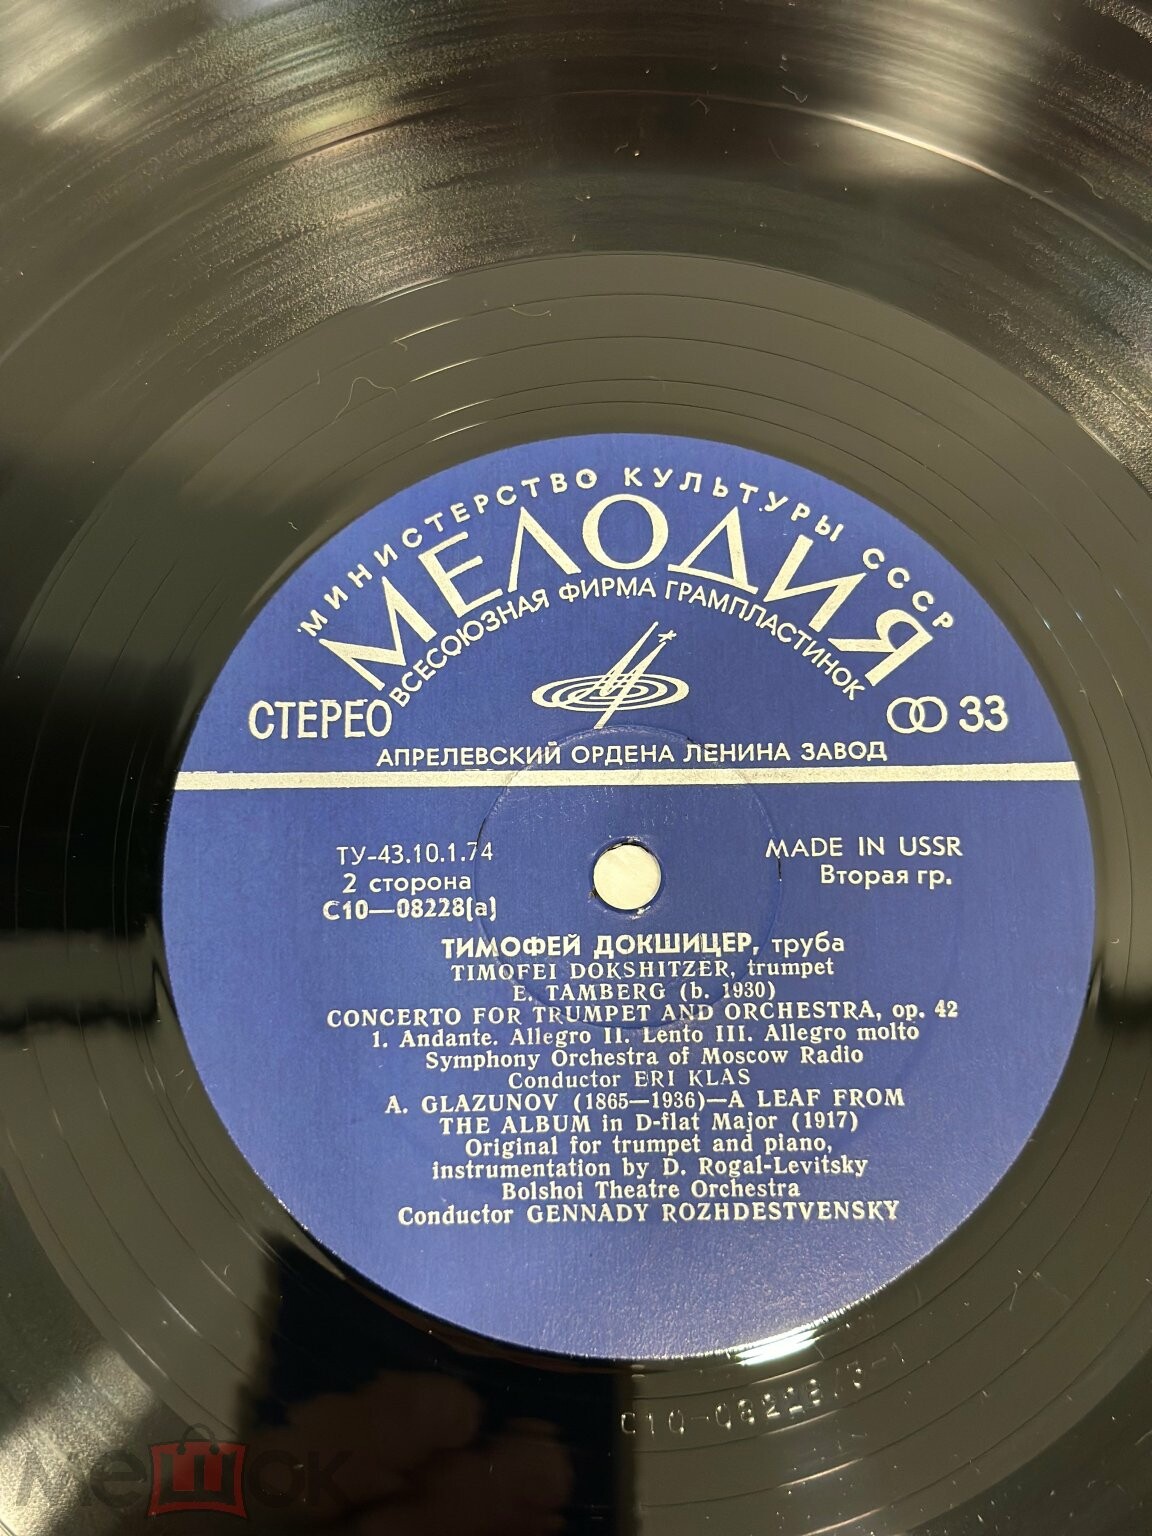 МИНИСТЕРСТВО КУЛЬТУРЫ СССР
МЕЛОДИЯ
ВСЕСОЮЗНАЯ ФИРМА ГРАМПЛАСТИНОК
СТЕРЕО
33
АПРЕЛЕВСКИЙ ОРДЕНА ЛЕНИНА ЗАВОД
ТУ-43.10.1.74
2 сторона
С10—08228(а)
MADE IN USSR
Вторая гр.
ТИМОФЕЙ ДОКШИЦЕР, труба
TIMOFEI DOKSHITZER, trumpet
E. TAMBERG (b. 1930)
CONCERTO FOR TRUMPET AND ORCHESTRA, op. 42
1. Andante. Allegro II. Lento III. Allegro molto
Symphony Orchestra of Moscow Radio
Conductor ERI KLAS
A. GLAZUNOV (1865—1936)—A LEAF FROM
THE ALBUM in D-flat Major (1917)
Original for trumpet and piano,
instrumentation by D. Rogal-Levitsky
Bolshoi Theatre Orchestra
Conductor GENNADY ROZHDESTVENSKY
мешок